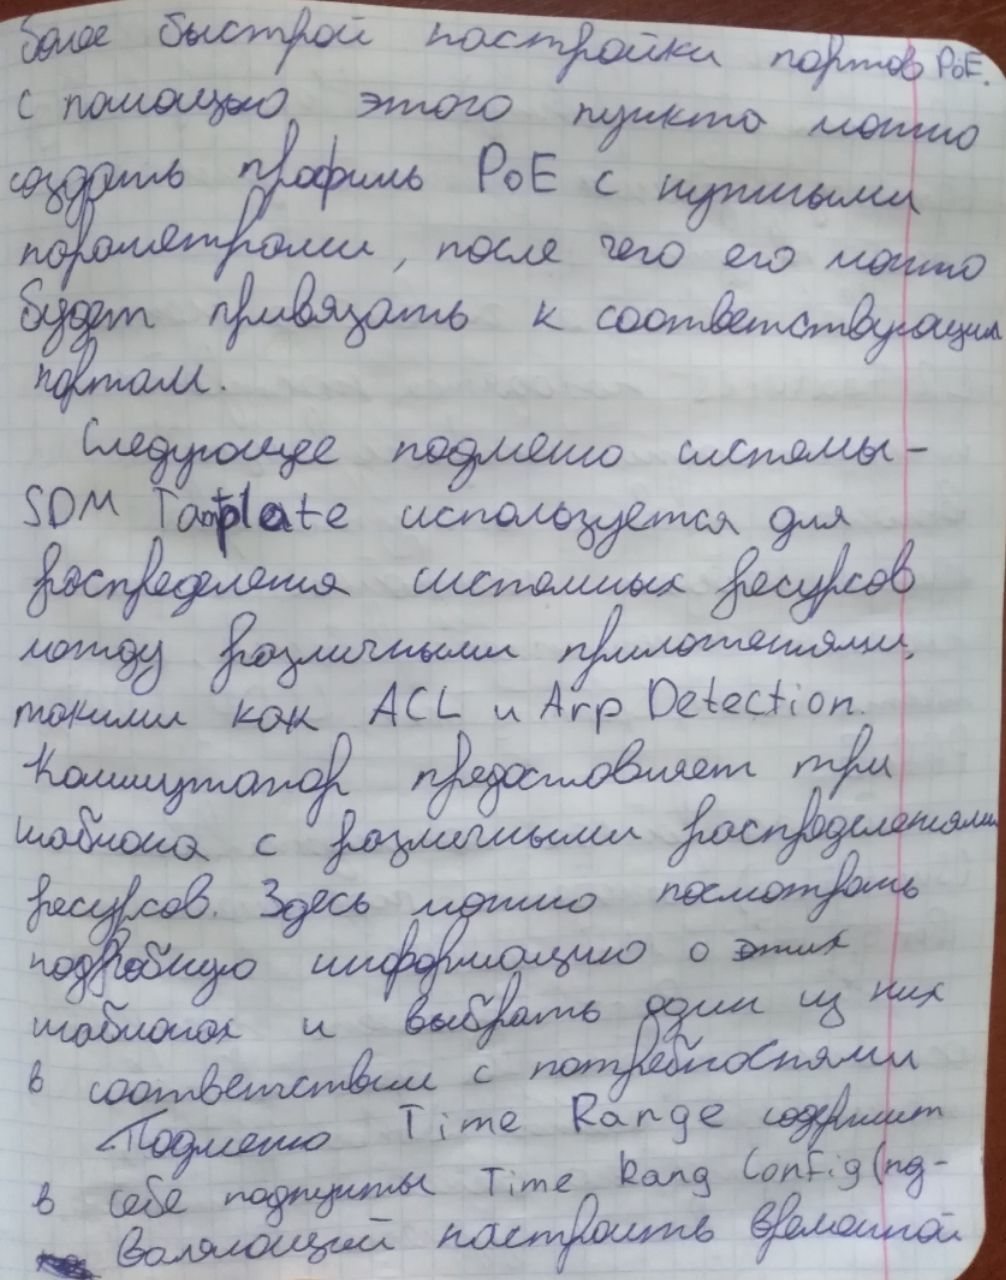 более быстрой настройки портов PoE.
с помощью этого пункта можно
создать профиль PoE с нужными
параметрами, после чего его можно
будет привязать к соответствующим
портам.
Следующее подменю системы -
SDM Tamplate используется для
распределения системных ресурсов
между различными приложениями,
такими как ACL и Arp Detection.
Коммутатор предоставляет три
шаблона с различными распределениями
ресурсов. Здесь можно посмотреть
подробную информацию о этих
шаблонах и выбрать один из них
в соответствии с потребностями
Подменю Time Range содержит
в себе подпункты Time Rang Config (по-
зволяющий настроить временной